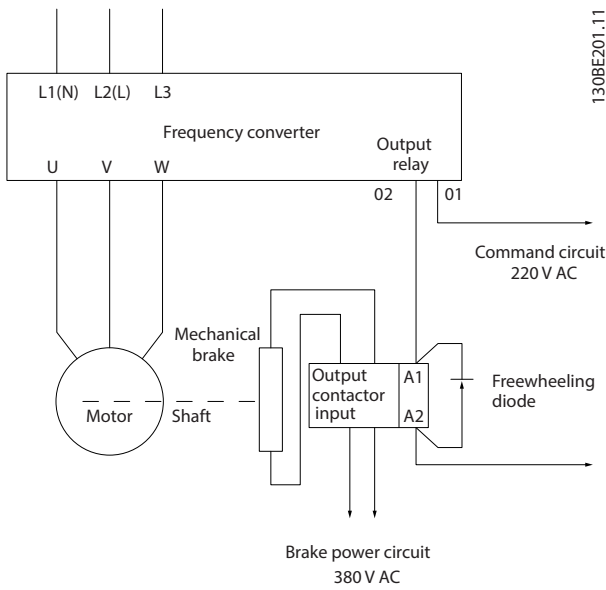 130BE201.11
L1(N) L2(L) L3
Frequency converter
Output
relay
U V W
02 01
Command circuit
220 V AC
Mechanical
brake
Output
contactor
input
A1
A2
Freewheeling
diode
Motor
Shaft
Brake power circuit
380 V AC